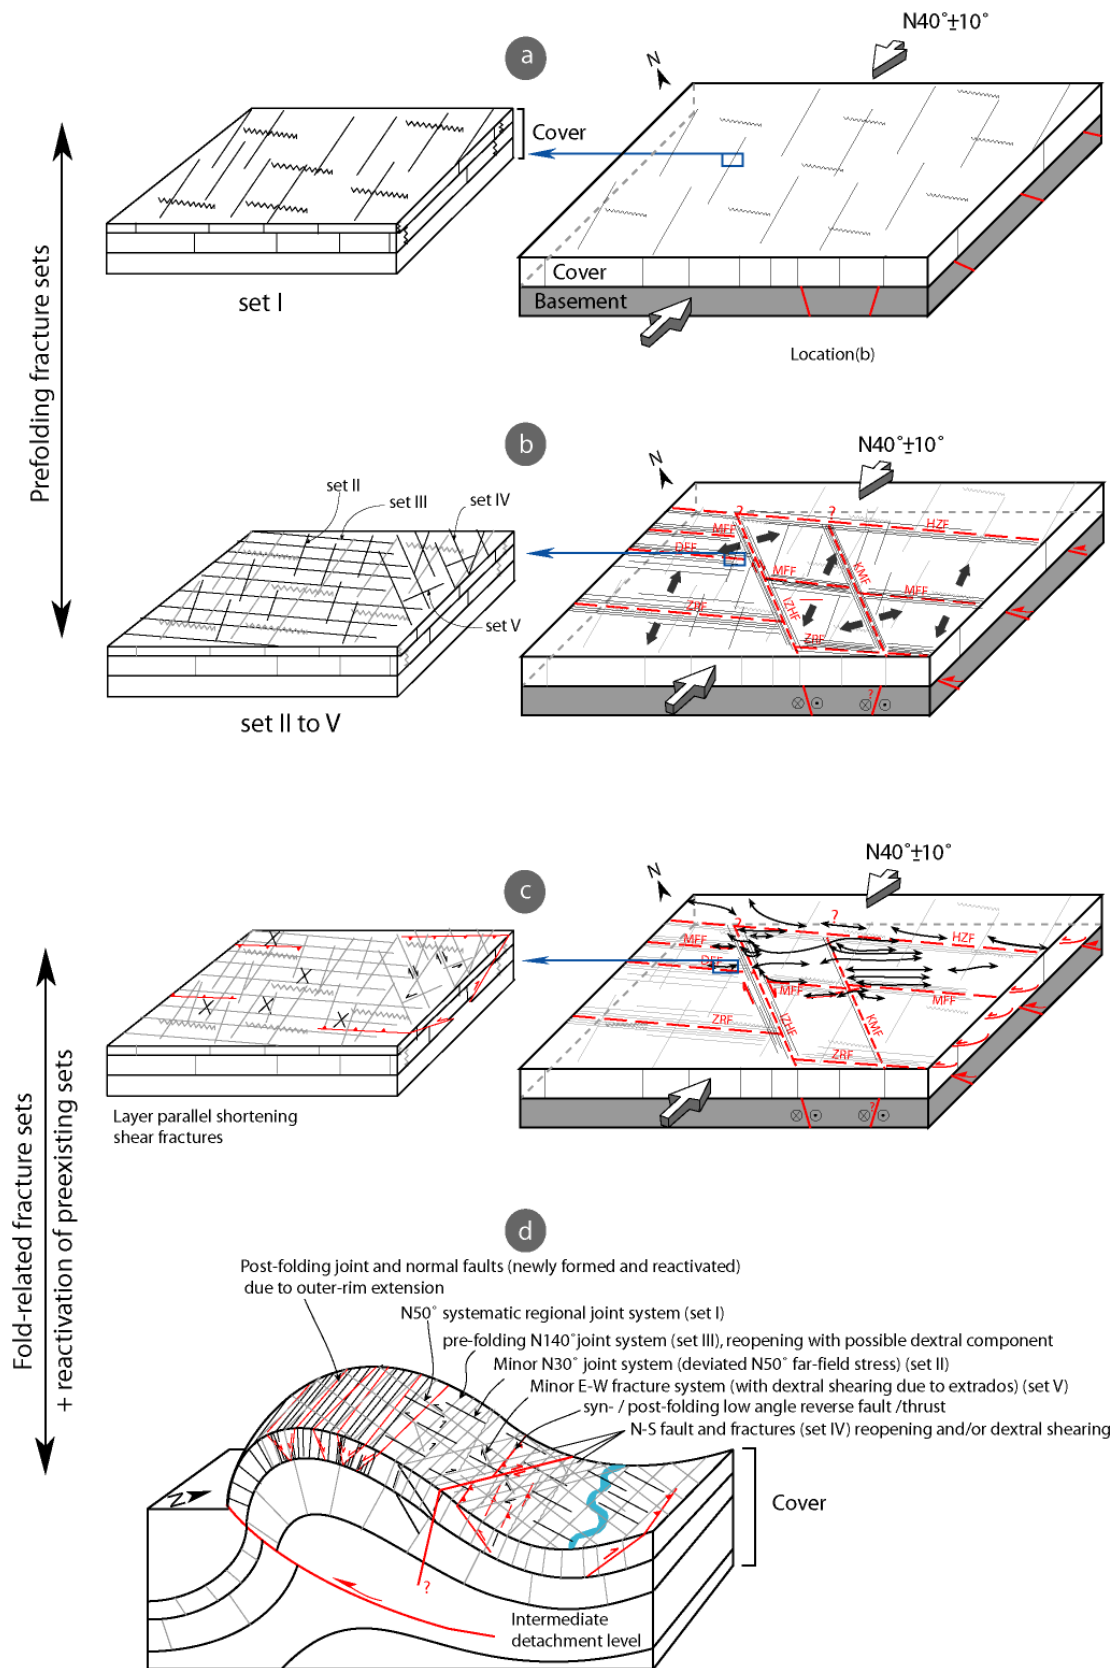 N40°±10°
a
N
Cover
Prefolding fracture sets
set I
Cover
Basement
Location(b)
b
N40°±10°
N
set II
set III
set IV
set V
set II to V
? ?
MFF
HZF
DFF
MFF
KMF
MFF
ZRF
IZHF
ZRF
?
c
N40°±10°
N
? ?
MFF
HZF
DFF
MFF
MFF
ZRF
IZHF
KMF
ZRF
?
Layer parallel shortening
shear fractures
Fold-related fracture sets
+ reactivation of preexisting sets
d
Post-folding joint and normal faults (newly formed and reactivated)
due to outer-rim extension
N50° systematic regional joint system (set I)
pre-folding N140°joint system (set III), reopening with possible dextral component
Minor N30° joint system (deviated N50° far-field stress) (set II)
Minor E-W fracture system (with dextral shearing due to extrados) (set V)
syn- / post-folding low angle reverse fault /thrust
N-S fault and fractures (set IV) reopening and/or dextral shearing
N
Cover
?
Intermediate
detachment level